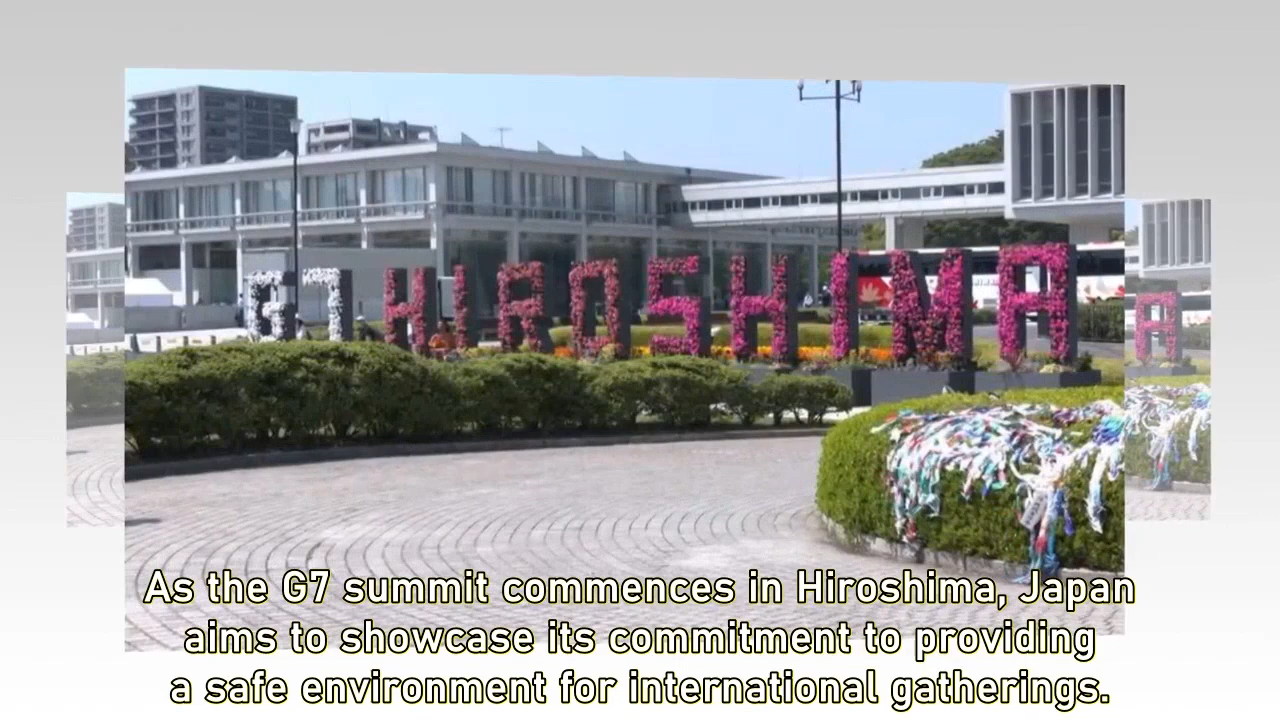 G7 HIROSHIMA
A
As the G7 summit commences in Hiroshima, Japan
aims to showcase its commitment to providing
a safe environment for international gatherings.